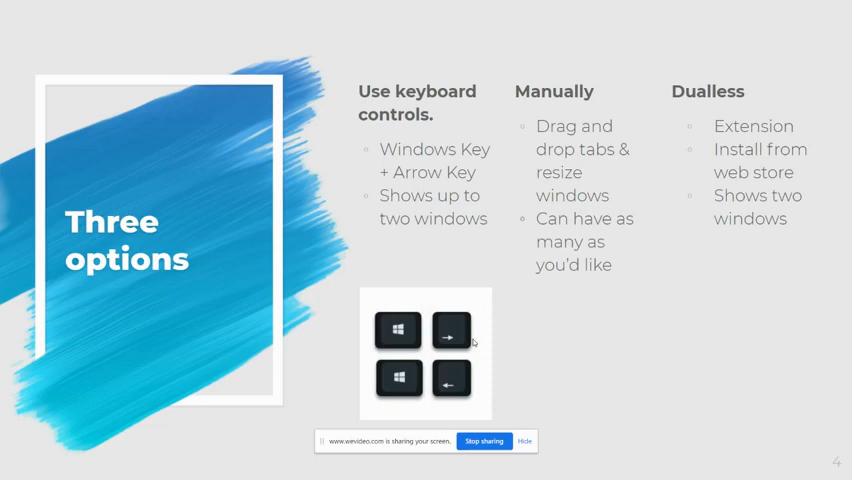 Three
options
Use keyboard
controls.
Windows Key
+ Arrow Key
Shows up to
two windows
Manually
Drag and
drop tabs &
resize
windows
Can have as
many as
you'd like
Dualless
Extension
Install from
web store
Shows two
windows
www.wevideo.com is sharing your screen.
Stop sharing
Hide
4